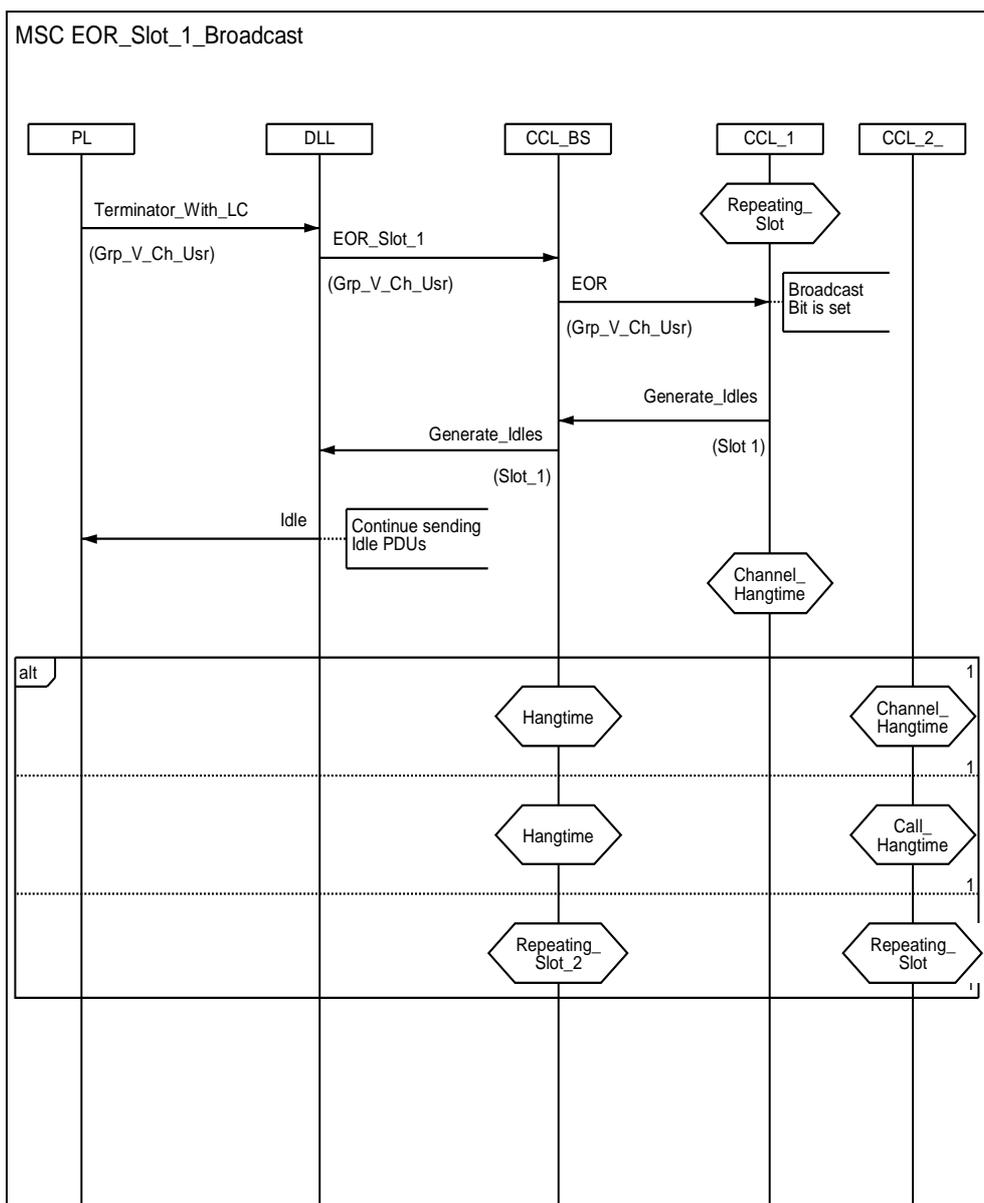 MSC EOR_Slot_1_Broadcast
PL
DLL
CCL_BS
CCL_1
CCL_2_
Repeating_
Slot
Terminator_With_LC
(Grp_V_Ch_Usr)
EOR_Slot_1
(Grp_V_Ch_Usr)
EOR
(Grp_V_Ch_Usr)
Broadcast
Bit is set
Generate_Idles
(Slot 1)
Generate_Idles
(Slot_1)
Idle
Continue sending
Idle PDUs
Channel_
Hangtime
alt
1
Hangtime
Channel_
Hangtime
1
Hangtime
Call_
Hangtime
1
Repeating_
Slot_2
Repeating_
Slot